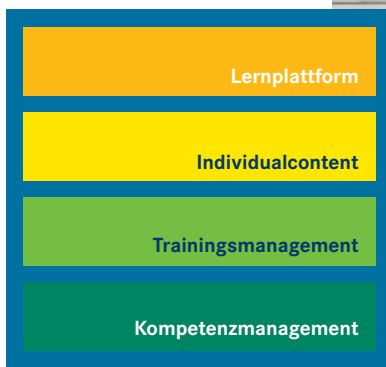 Lernplattform
Individualcontent
Trainingsmanagement
Kompetenzmanagement